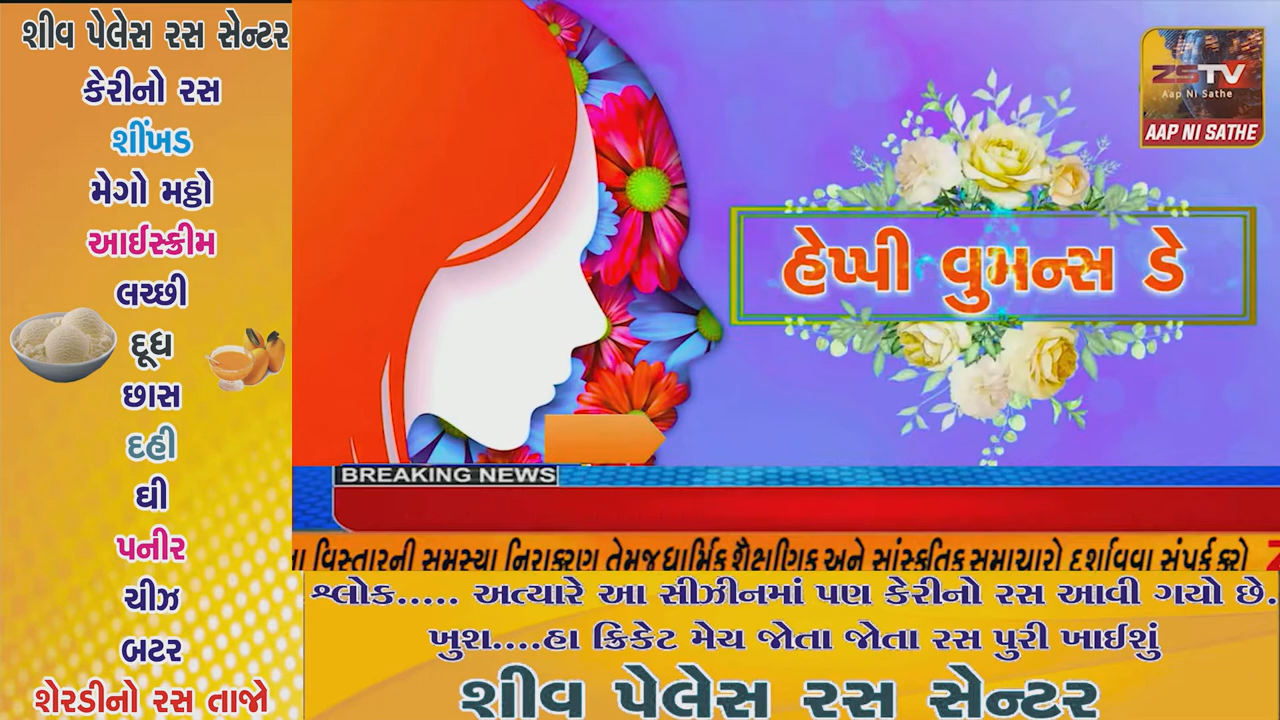 શીવ પેલેસ રસ સેન્ટર
કેરીનો રસ
શીંખડ
મેગો મઠ્ઠો
આઈસ્ક્રીમ
લચ્છી
દૂધ
છાસ
દહી
ઘી
પનીર
ચીઝ
બટર
શેરડીનો રસ તાજો
ZSTV
Aap Ni Sathe
AAP NI SATHE
હેપ્પી વુમન્સ ડે
BREAKING NEWS
વિસ્તારની સમસ્યા નિરાકરણ તેમજ ધાર્મિક શૈક્ષણિક અને સાંસ્કૃતિક સમાચારો દર્શાવવા સંપર્ક કરો
શ્લોક..... અત્યારે આ સીઝીનમાં પણ કેરીનો રસ આવી ગયો છે.
ખુશ....હા ક્રિકેટ મેચ જોતા જોતા રસ પુરી ખાઈશું
શીવ પેલેસ રસ સેન્ટર